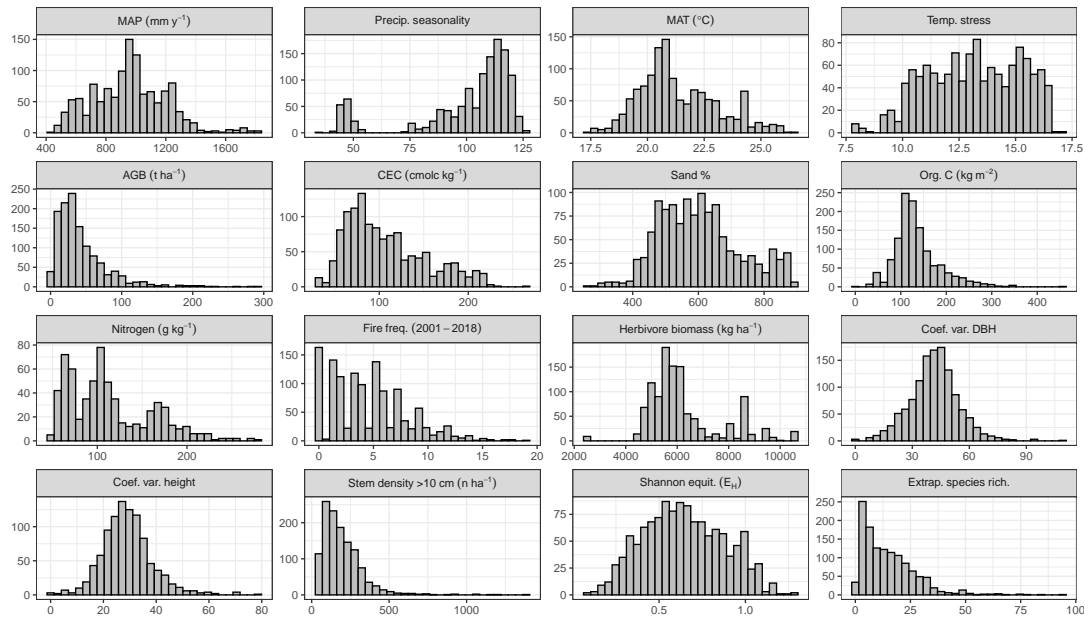 MAP (mm y⁻¹) Precip. seasonality MAT (°C) Temp. stress
150 100 50 0
400 800 1200 1600
150 100 50 0
50 75 100 125
150 100 50 0
17.5 20.0 22.5 25.0
80 60 40 20 0
7.5 10.0 12.5 15.0 17.5
AGB (t ha⁻¹) CEC (cmolc kg⁻¹) Sand % Org. C (kg m⁻²)
250 200 150 100 50 0
0 100 200 300
100 50 0
100 200
100 75 50 25 0
400 600 800
250 200 150 100 50 0
0 100 200 300 400
Nitrogen (g kg⁻¹) Fire freq. (2001 − 2018) Herbivore biomass (kg ha⁻¹) Coef. var. DBH
80 60 40 20 0
100 200
150 100 50 0
0 5 10 15 20
150 100 50 0
2000 4000 6000 8000 10000
150 100 50 0
0 30 60 90
Coef. var. height Stem density >10 cm (n ha⁻¹) Shannon equit. (E_H) Extrap. species rich.
100 50 0
0 20 40 60 80
200 100 0
0 500 1000
75 50 25 0
0.5 1.0
250 200 150 100 50 0
0 25 50 75 100